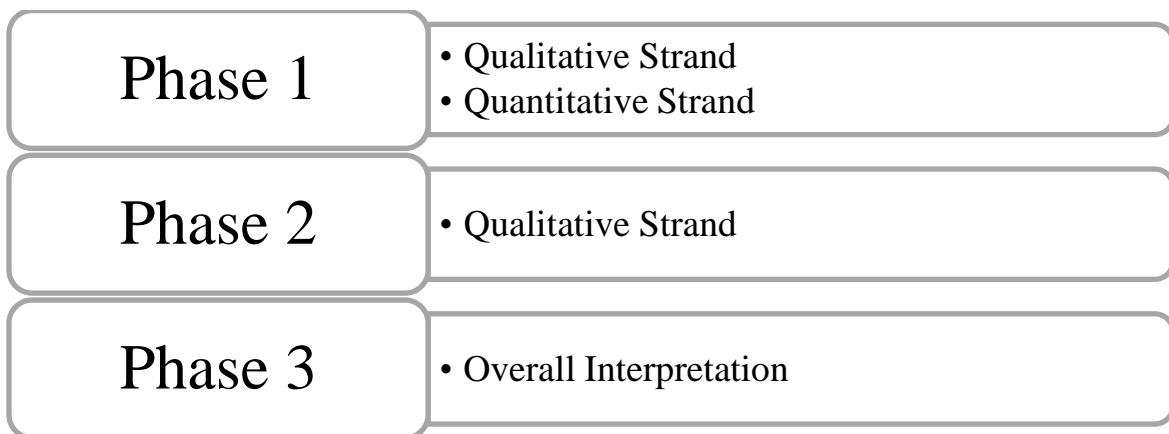 Phase 1
• Qualitative Strand
• Quantitative Strand
Phase 2
• Qualitative Strand
Phase 3
• Overall Interpretation